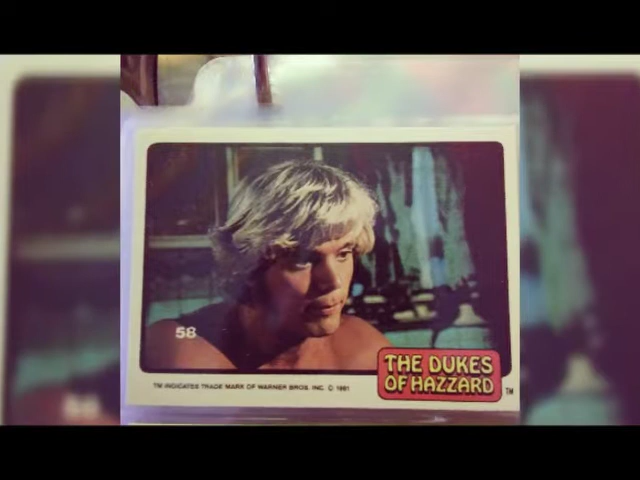 58
THE DUKES
OF HAZZARD
TM
TM INDICATES TRADE MARK OF WARNER BROS. INC. © 1981